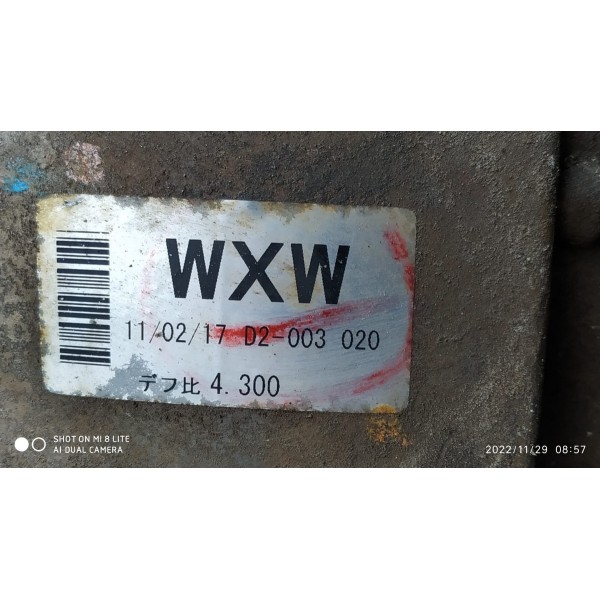 WXW
11/02/17 D2-003 020
デフ比 4.300
SHOT ON MI 8 LITE
AI DUAL CAMERA
2022/11/29 08:57